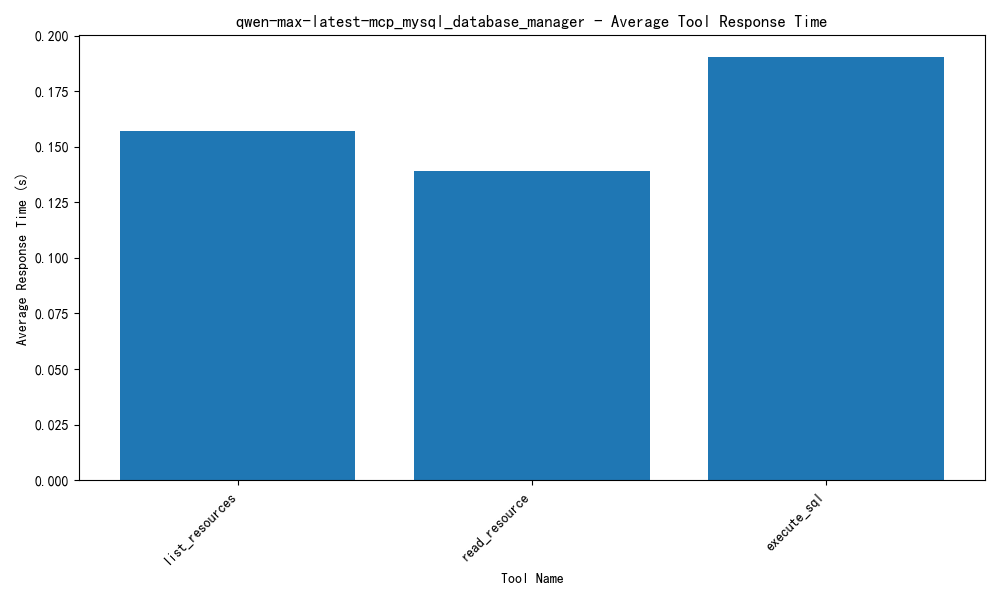 qwen-max-latest-mcp_mysql_database_manager - Average Tool Response Time
0.200
0.175
0.150
0.125
0.100
0.075
0.050
0.025
0.000
Average Response Time (s)
list_resources
read_resource
execute_sql
Tool Name